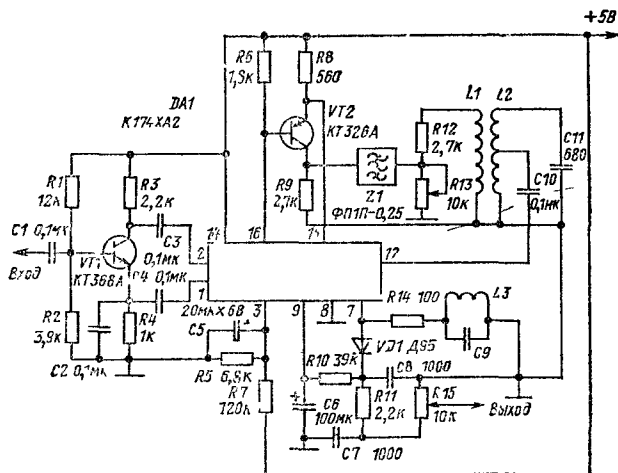 +5В
R6
1,5к
R8
560
DA1
К174ХА2
VT2
КТ326А
L1
L2
C11
680
R12
2,7к
C10
0,1мк
R1
12к
R3
2,2к
R9
2,7к
Z1
ФП1П-0,25
R13
10к
C1
0,1мк
C3
0,1мк
14
16
15
12
Вход
VT1
КТ368А
C4
0,1мк
2
1
20мк×6В
3
9
8
7
R14 100
L3
R2
3,9к
R4
1к
C5
VD1 Д9Б
C9
C2
0,1мк
R5
6,8к
R10 39к
C8 1000
R7
120к
C6
100мк
R11
2,2к
R15
10к
Выход
C7
1000